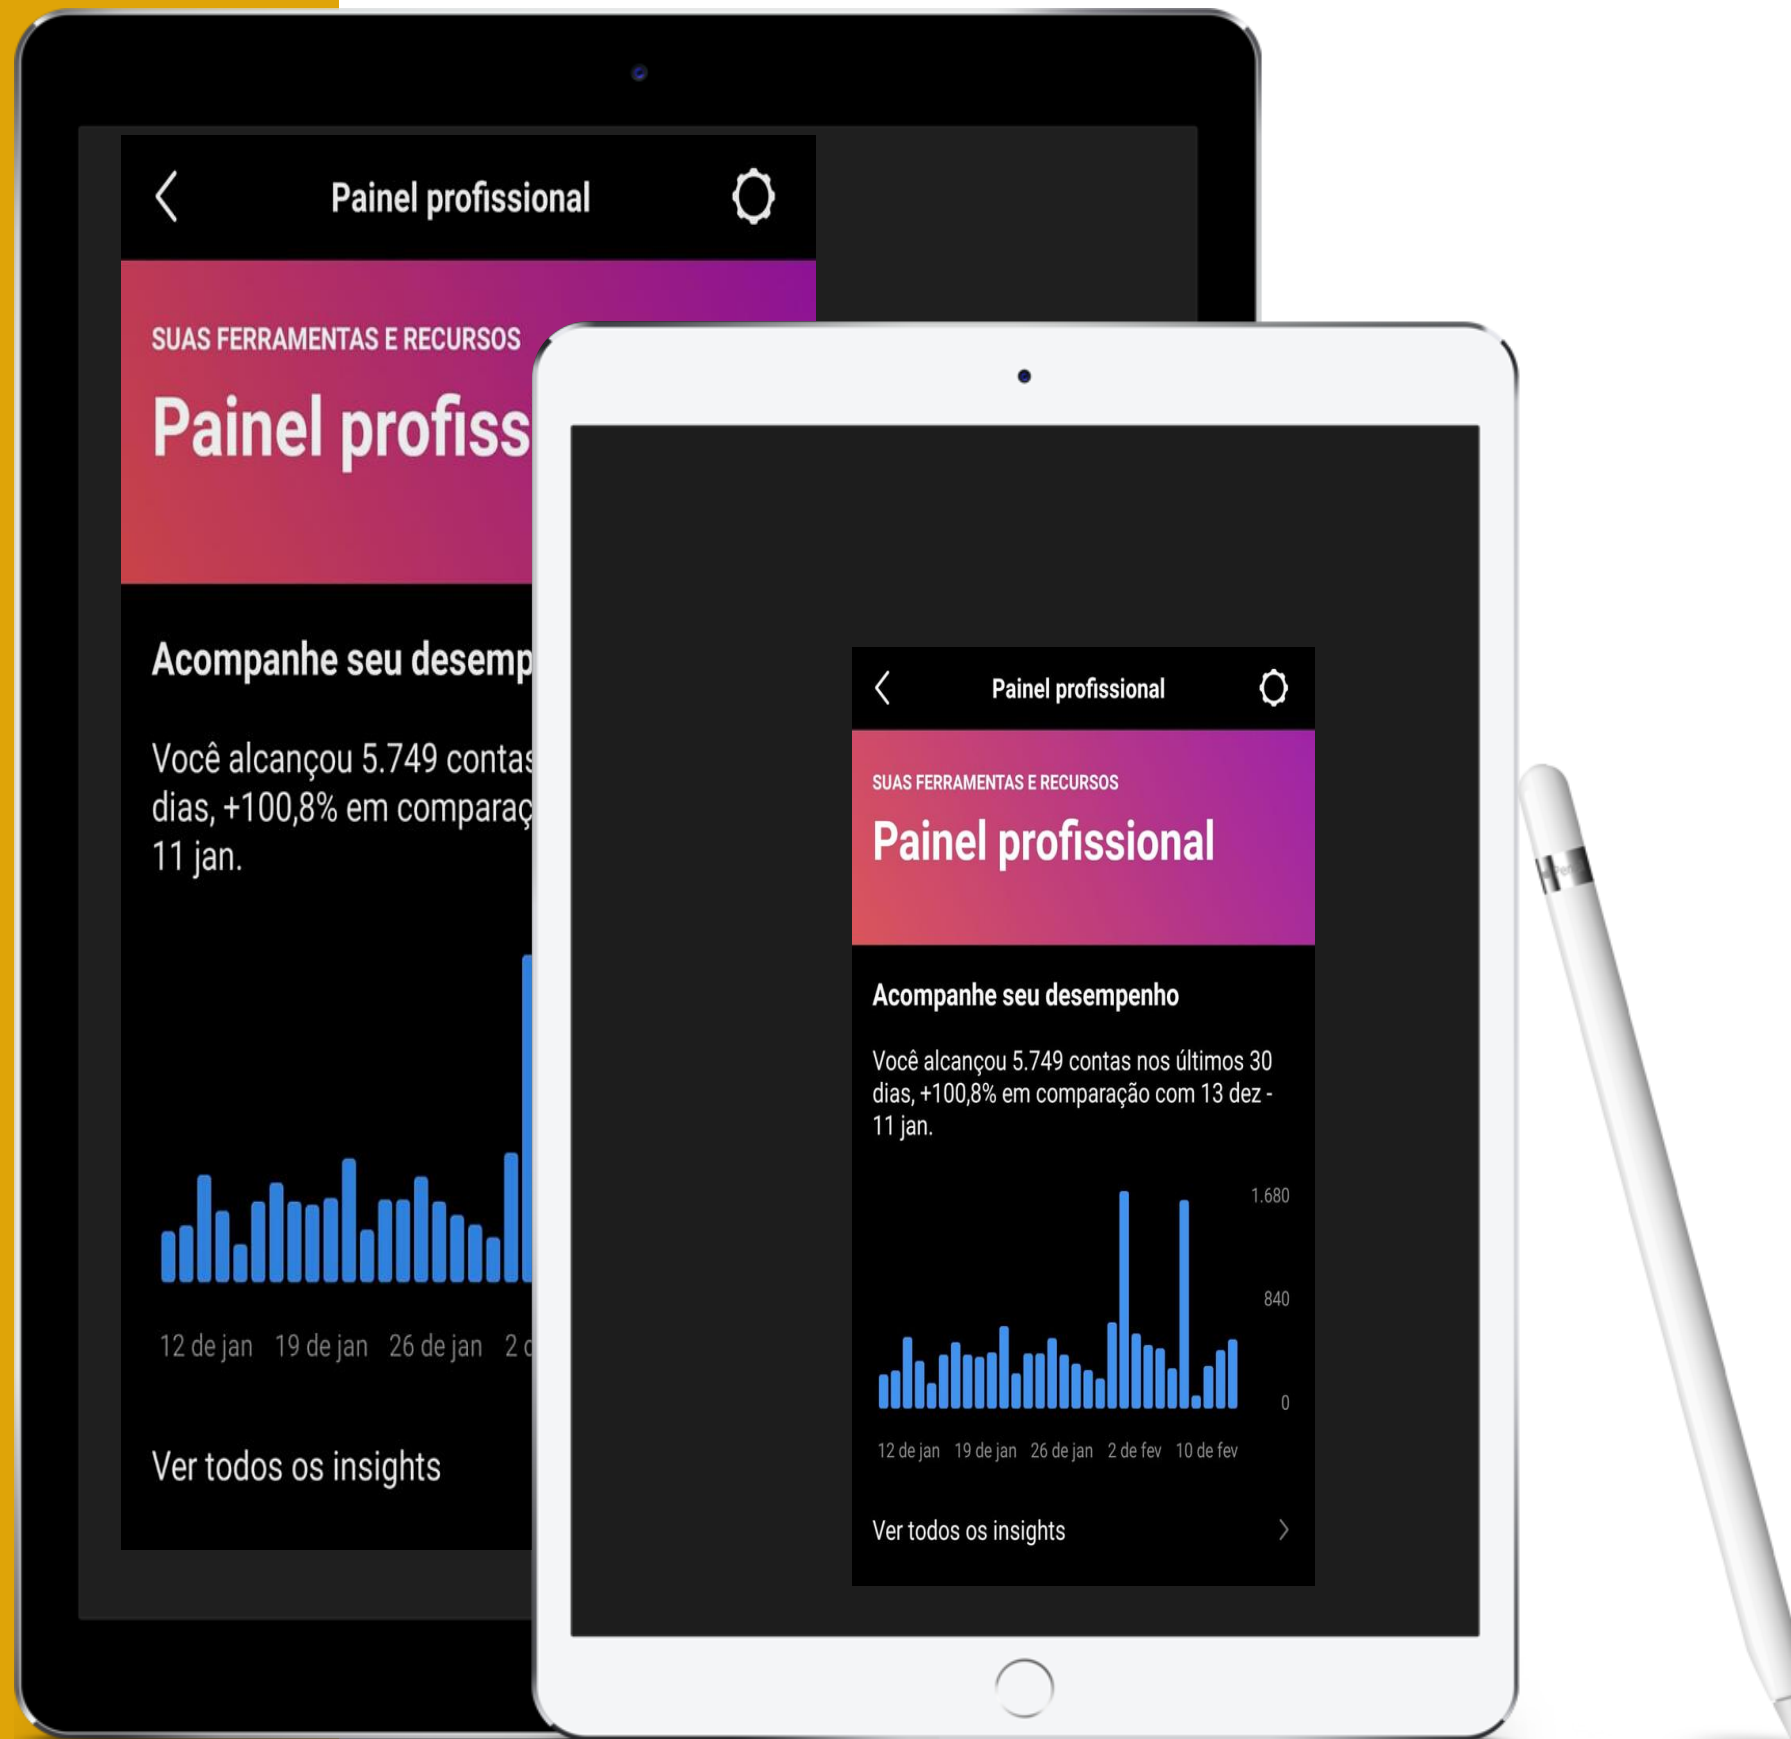 Painel profissional
SUAS FERRAMENTAS E RECURSOS
Painel profiss
Acompanhe seu desemp
Você alcançou 5.749 contas
dias, +100,8% em comparaç
11 jan.
12 de jan 19 de jan 26 de jan 2 d
Ver todos os insights
Painel profissional
SUAS FERRAMENTAS E RECURSOS
Painel profissional
Acompanhe seu desempenho
Você alcançou 5.749 contas nos últimos 30
dias, +100,8% em comparação com 13 dez -
11 jan.
1.680
840
0
12 de jan 19 de jan 26 de jan 2 de fev 10 de fev
Ver todos os insights